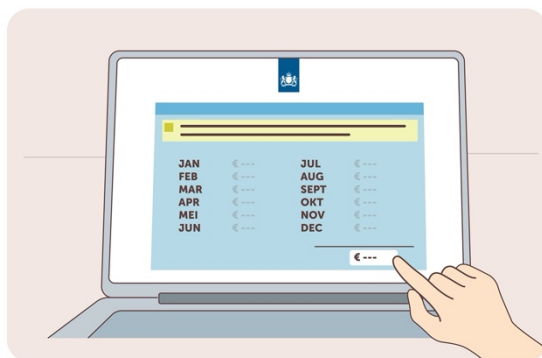 JAN € --- JUL € ---
FEB € --- AUG € ---
MAR € --- SEPT € ---
APR € --- OKT € ---
MEI € --- NOV € ---
JUN € --- DEC € ---
€ ---